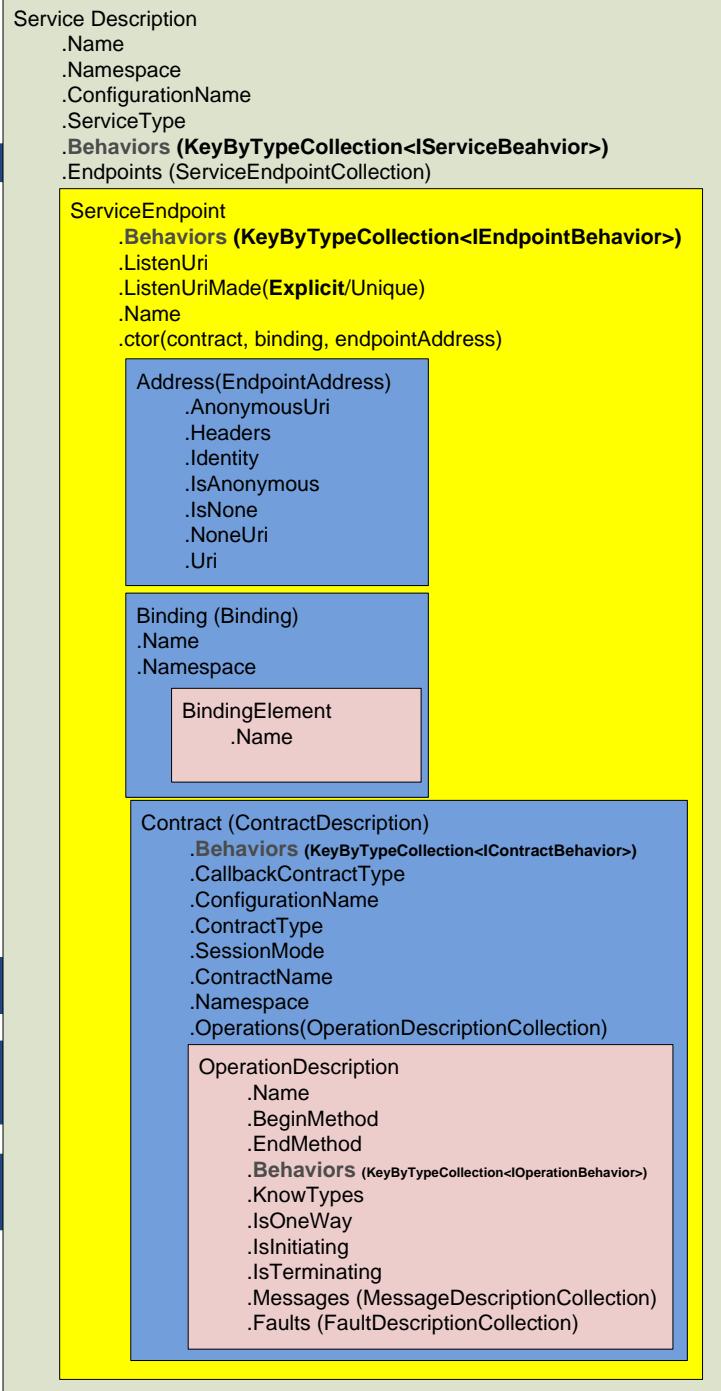 Service Description
.Name
.Namespace
.ConfigurationName
.ServiceType
.Behaviors (KeyByTypeCollection<IServiceBeahvior>)
.Endpoints (ServiceEndpointCollection)
ServiceEndpoint
.Behaviors (KeyByTypeCollection<IEndpointBehavior>)
.ListenUri
.ListenUriMade(Explicit/Unique)
.Name
.ctor(contract, binding, endpointAddress)
Address(EndpointAddress)
.AnonymousUri
.Headers
.Identity
.IsAnonymous
.IsNone
.NoneUri
.Uri
Binding (Binding)
.Name
.Namespace
BindingElement
.Name
Contract (ContractDescription)
.Behaviors (KeyByTypeCollection<IContractBehavior>)
.CallbackContractType
.ConfigurationName
.ContractType
.SessionMode
.ContractName
.Namespace
.Operations(OperationDescriptionCollection)
OperationDescription
.Name
.BeginMethod
.EndMethod
.Behaviors (KeyByTypeCollection<IOperationBehavior>)
.KnowTypes
.IsOneWay
.IsInitiating
.IsTerminating
.Messages (MessageDescriptionCollection)
.Faults (FaultDescriptionCollection)